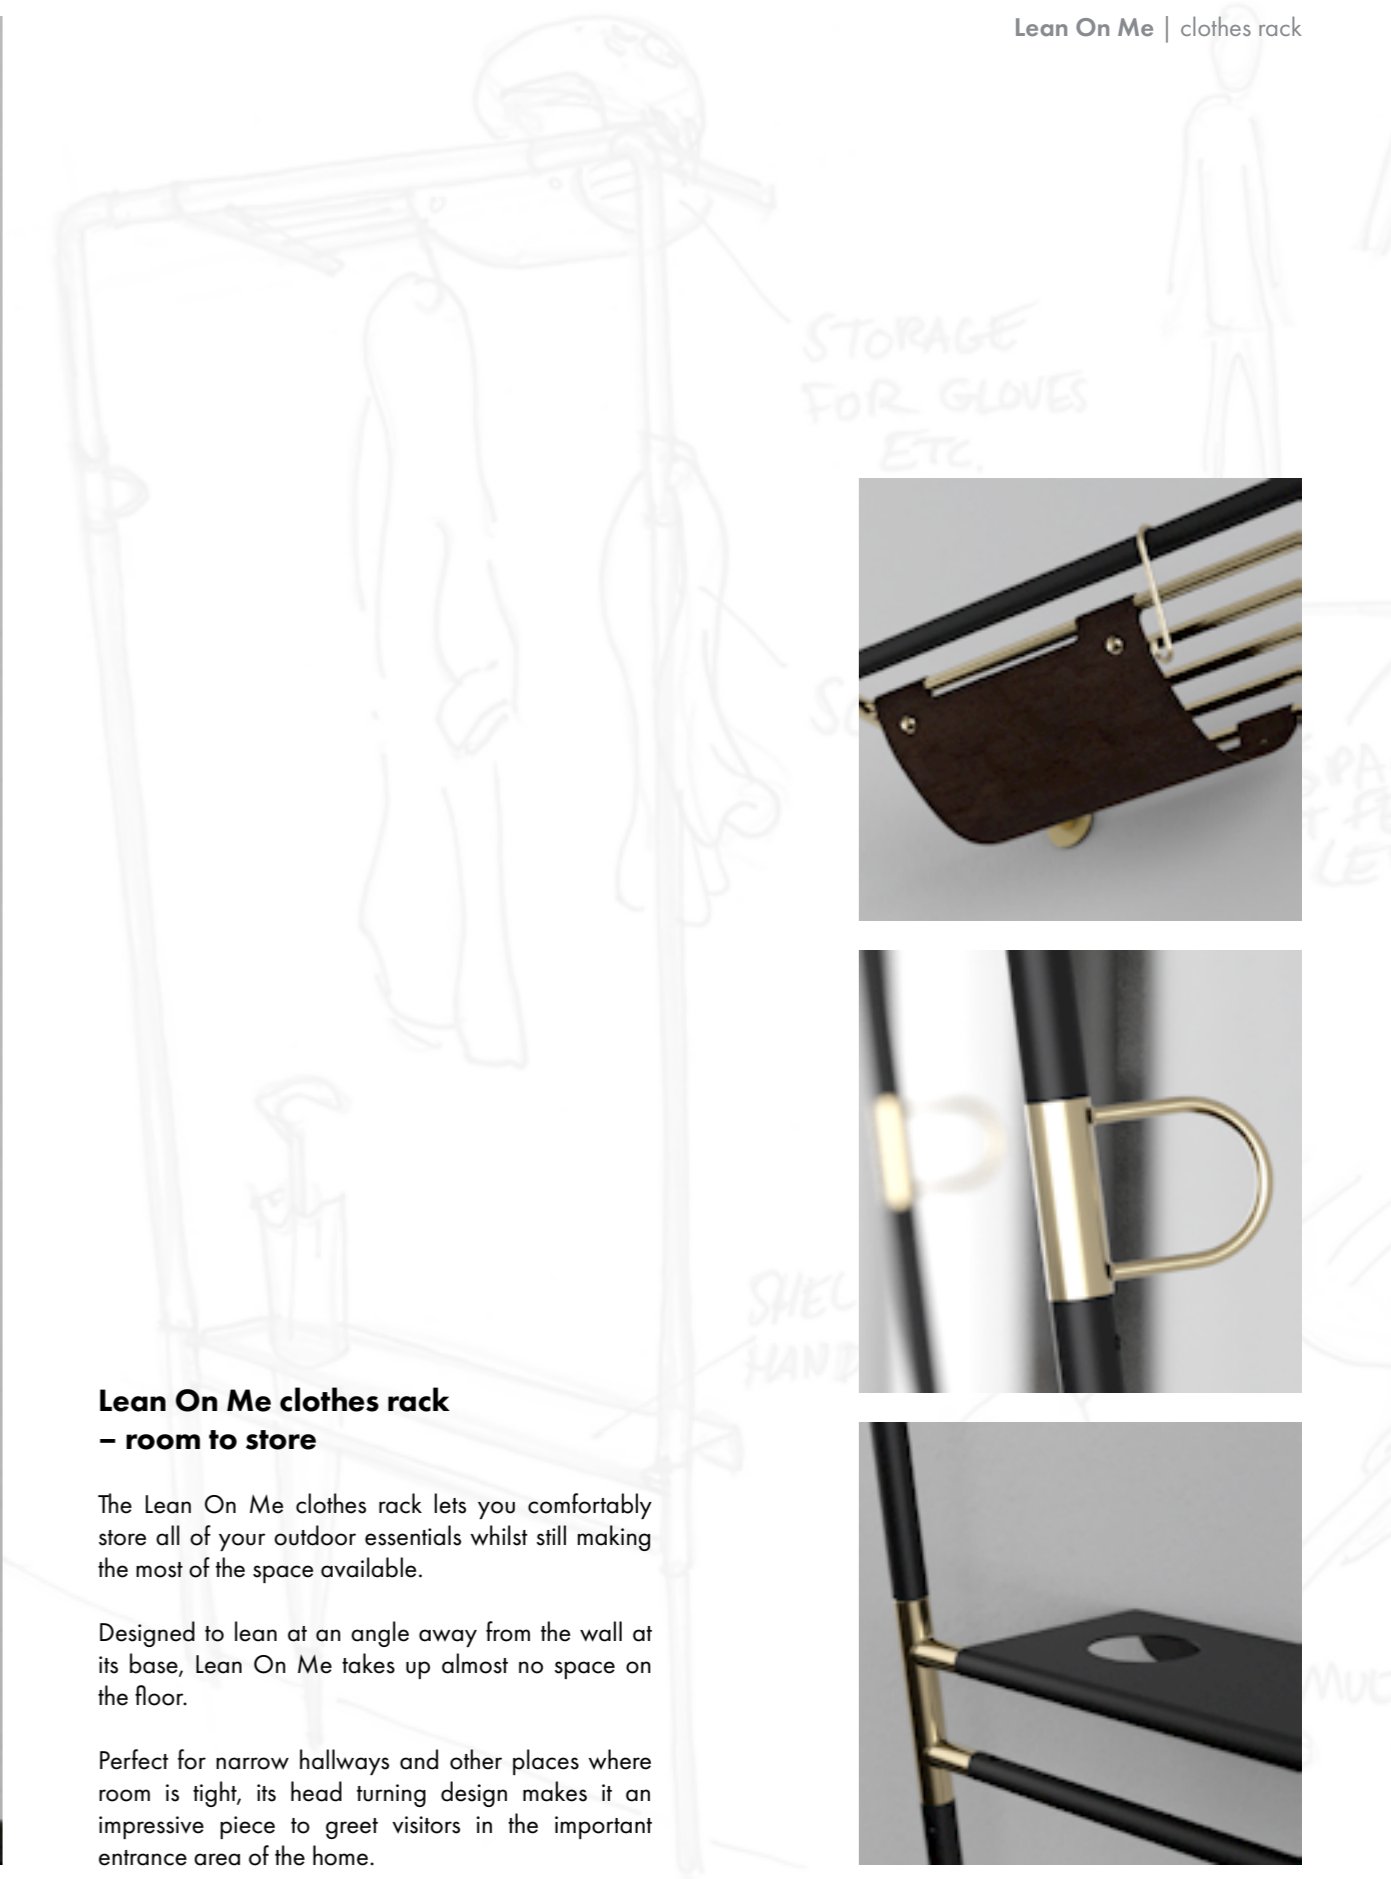 Lean On Me | clothes rack
STORAGE
FOR GLOVES
ETC.
Lean On Me clothes rack
– room to store
The Lean On Me clothes rack lets you comfortably
store all of your outdoor essentials whilst still making
the most of the space available.
Designed to lean at an angle away from the wall at
its base, Lean On Me takes up almost no space on
the floor.
Perfect for narrow hallways and other places where
room is tight, its head turning design makes it an
impressive piece to greet visitors in the important
entrance area of the home.